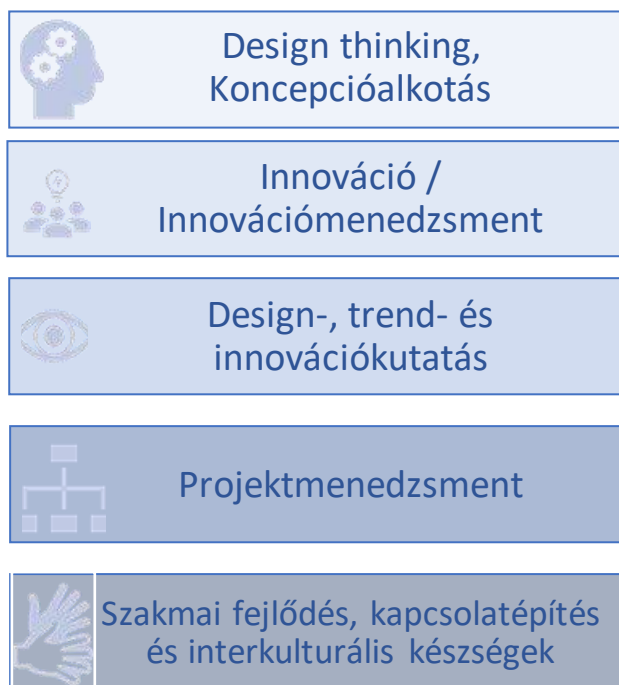 Design thinking,
Koncepcióalkotás
Innováció /
Innovációmenedzsment
Design-, trend- és
innovációkutatás
Projektmenedzsment
Szakmai fejlődés, kapcsolatépítés
és interkulturális készségek